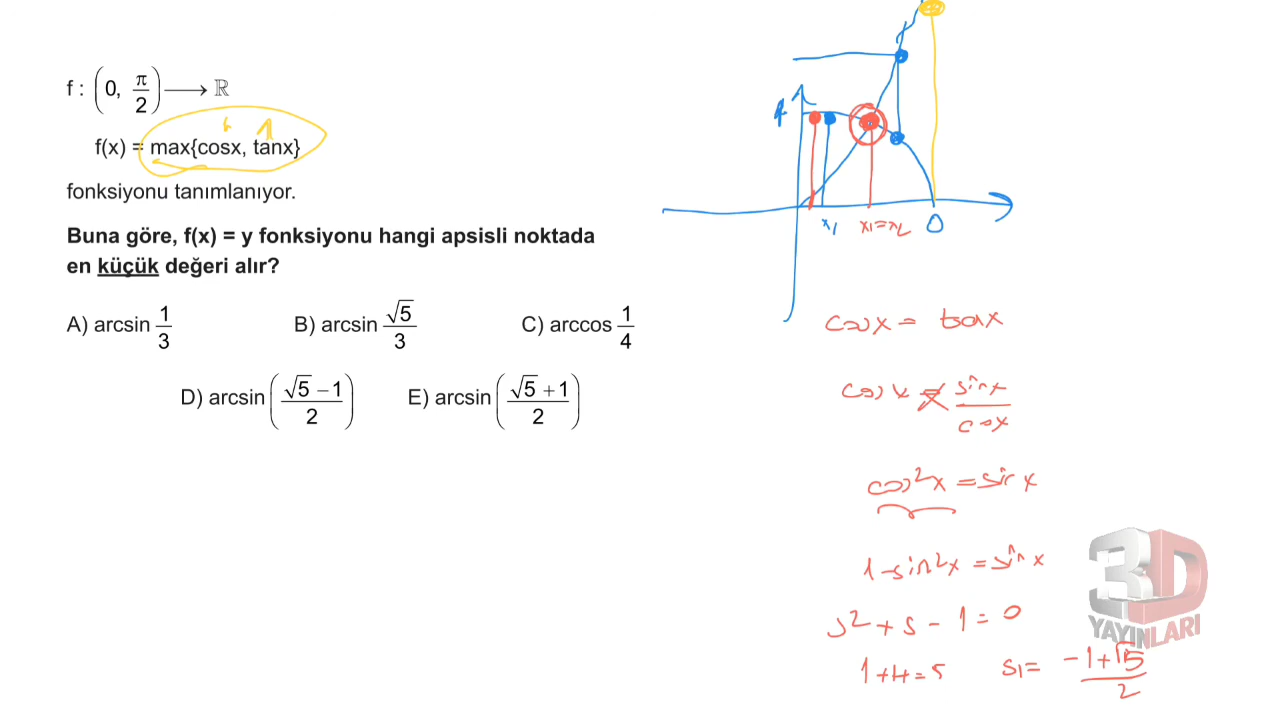 f : (0, π/2) ⟶ ℝ
f(x) = max{cosx, tanx}
fonksiyonu tanımlanıyor.
Buna göre, f(x) = y fonksiyonu hangi apsisli noktada
en küçük değeri alır?
A) arcsin 1/3 B) arcsin √5/3 C) arccos 1/4
D) arcsin((√5 −1)/2) E) arcsin((√5 +1)/2)
x1 x1=x2 0
cosx = tanx
cosx = sinx/cosx
cos²x = sinx
1-sin²x = sinx
s² + s - 1 = 0
1+4=5 s1= (-1+√5)/2
3D
YAYINLARI